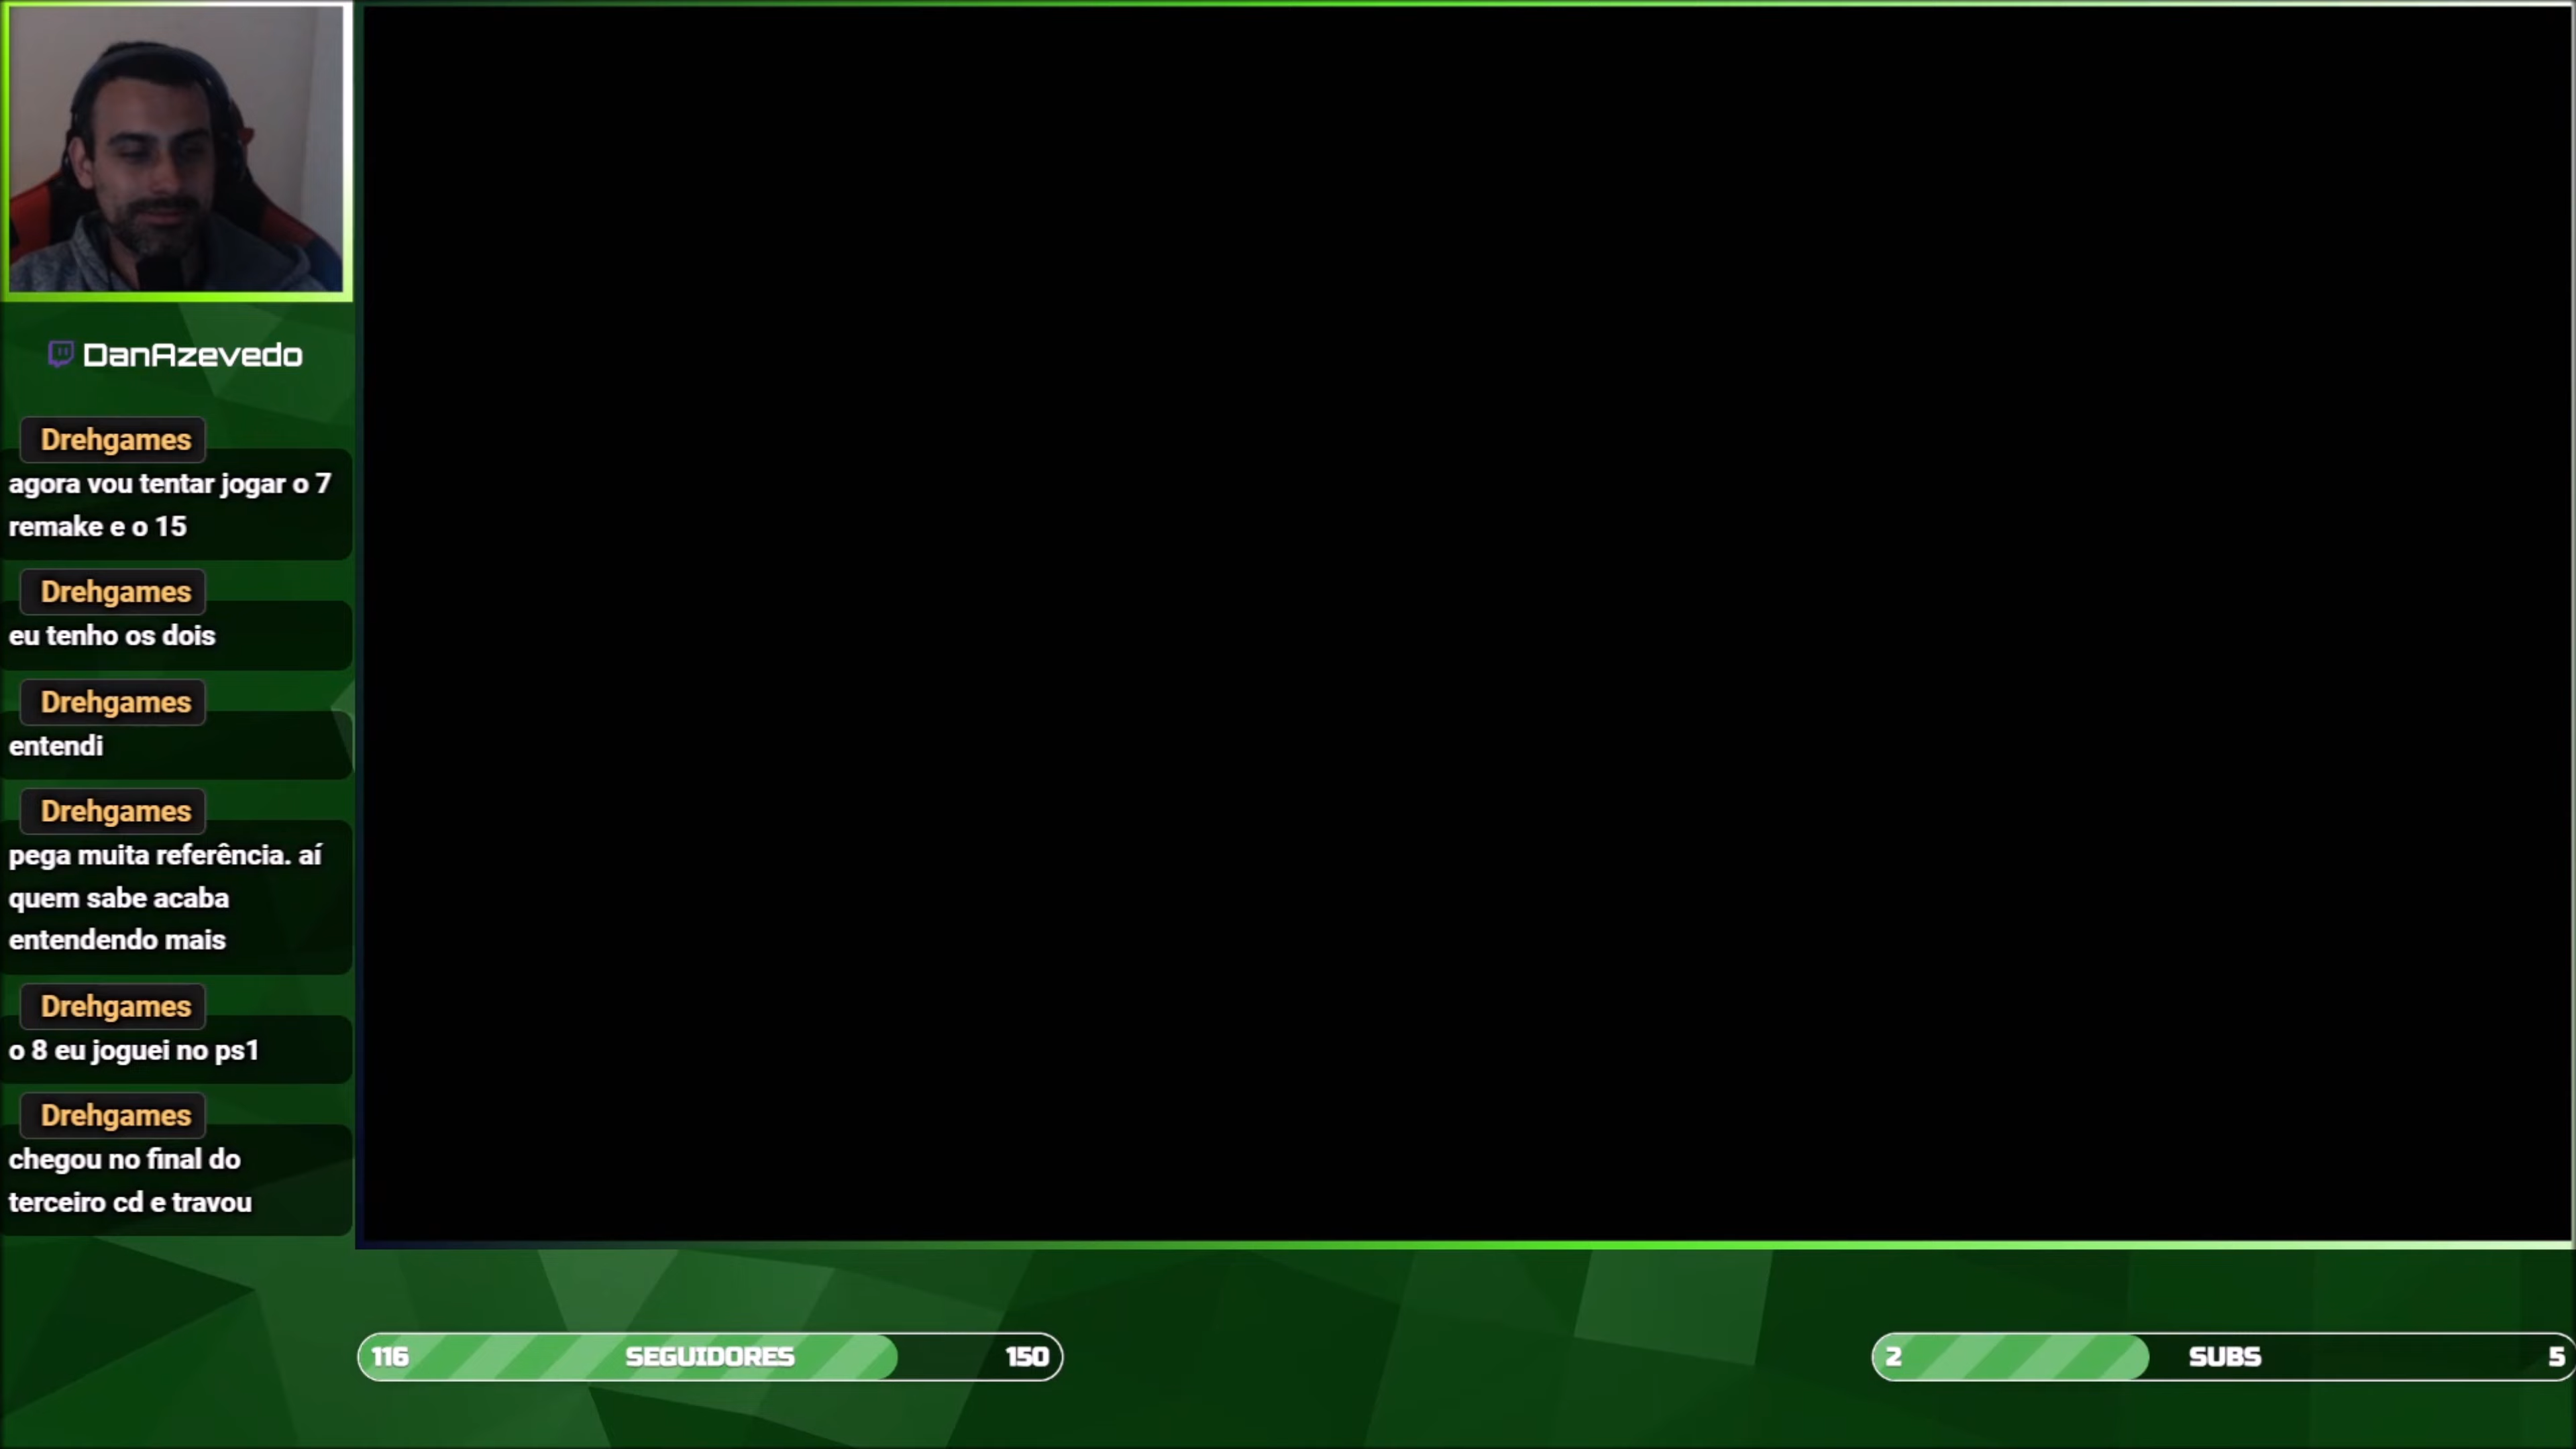 DanAzevedo
Drehgames
agora vou tentar jogar o 7
remake e o 15
Drehgames
eu tenho os dois
Drehgames
entendi
Drehgames
pega muita referência. aí
quem sabe acaba
entendendo mais
Drehgames
o 8 eu joguei no ps1
Drehgames
chegou no final do
terceiro cd e travou
116 SEGUIDORES 150
2 SUBS 5